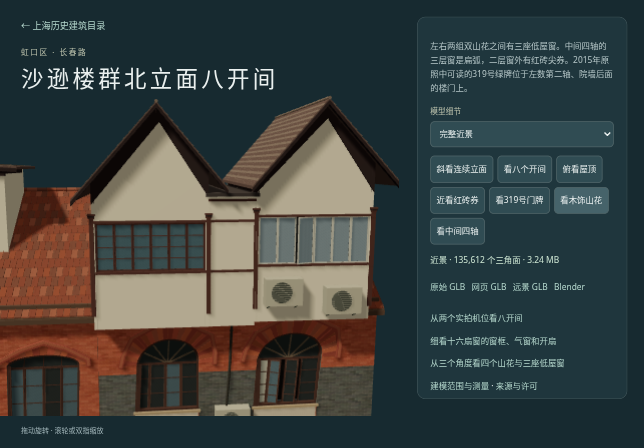 ← 上海历史建筑目录
虹口区 · 长春路
沙逊楼群北立面八开间
左右两组双山花之间有三座低屋窗。中间四轴的
三层窗是扁弧，二层窗外有红砖尖券。2015年原
照中可读的319号绿牌位于左数第二轴、院墙后面
的楼门上。
模型细节
完整近景
斜看连续立面 看八个开间 俯看屋顶
近看红砖券 看319号门牌 看木饰山花
看中间四轴
近景 · 135,612 个三角面 · 3.24 MB
原始 GLB 网页 GLB 远景 GLB Blender
从两个实拍机位看八开间
细看十六扇窗的窗框、气窗和开扇
从三个角度看四个山花与三座低屋窗
建模范围与测量 · 来源与许可
拖动旋转 · 滚轮或双指缩放